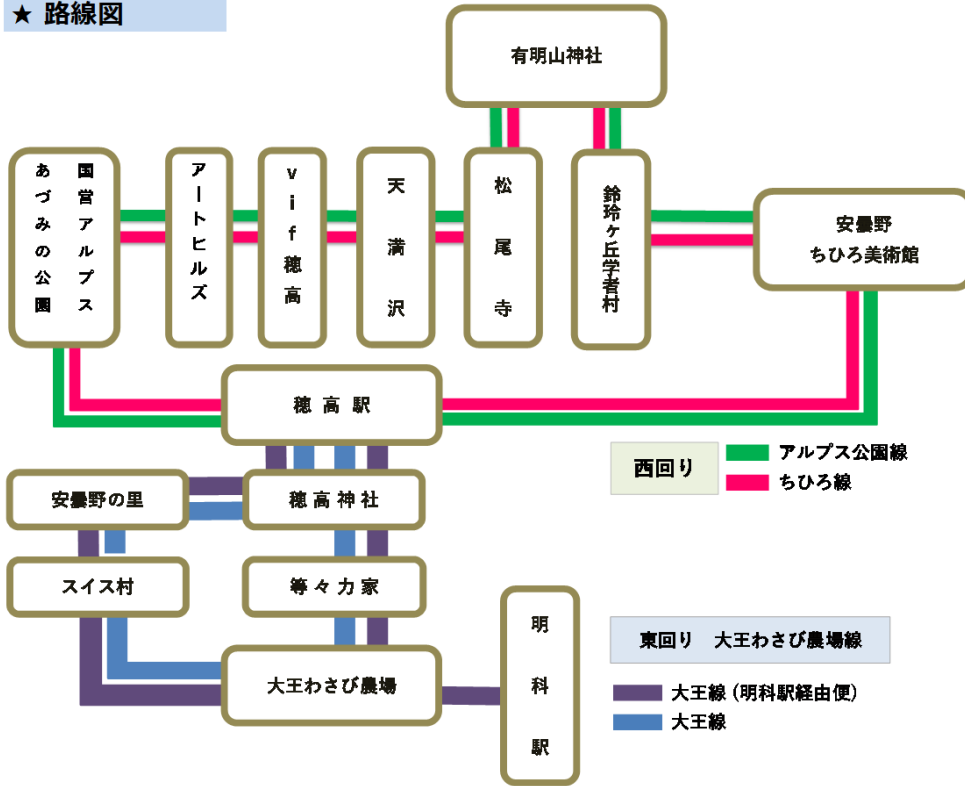 ★ 路線図
有明山神社
国営アルプス
あづみの公園
アートヒルズ
vif穂高
天満沢
松尾寺
鈴玲ヶ丘学者村
安曇野
ちひろ美術館
穂高駅
西回り
アルプス公園線
ちひろ線
安曇野の里
穂高神社
スイス村
等々力家
明科駅
東回り 大王わさび農場線
大王わさび農場
大王線 (明科駅経由便)
大王線